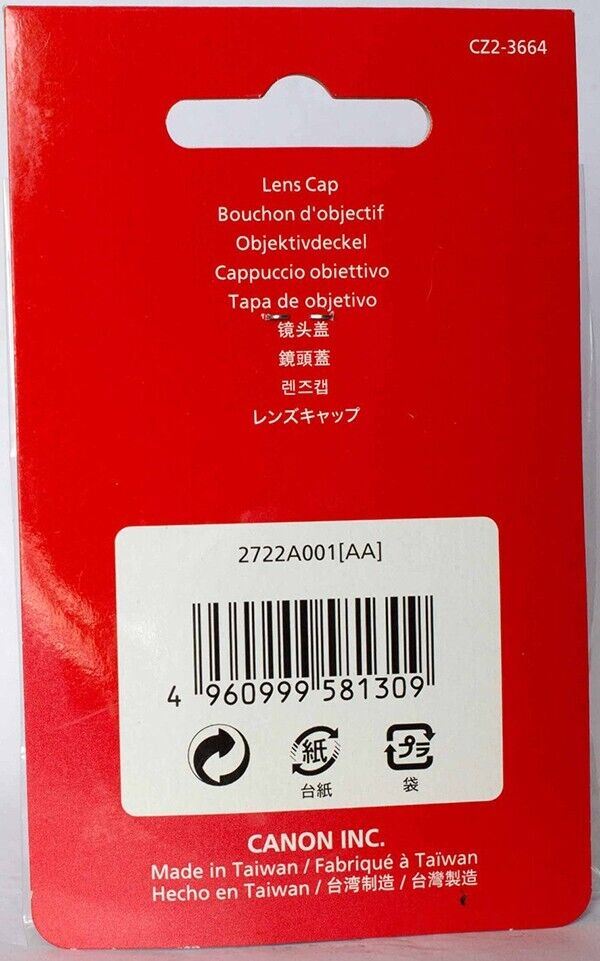 CZ2-3664
Lens Cap
Bouchon d'objectif
Objektivdeckel
Cappuccio obiettivo
Tapa de objetivo
镜头盖
鏡頭蓋
렌즈캡
レンズキャップ
2722A001[AA]
4 960999 581309
紙 プラ
台紙 袋
CANON INC.
Made in Taiwan / Fabriqué à Taïwan
Hecho en Taiwan / 台湾制造 / 台灣製造